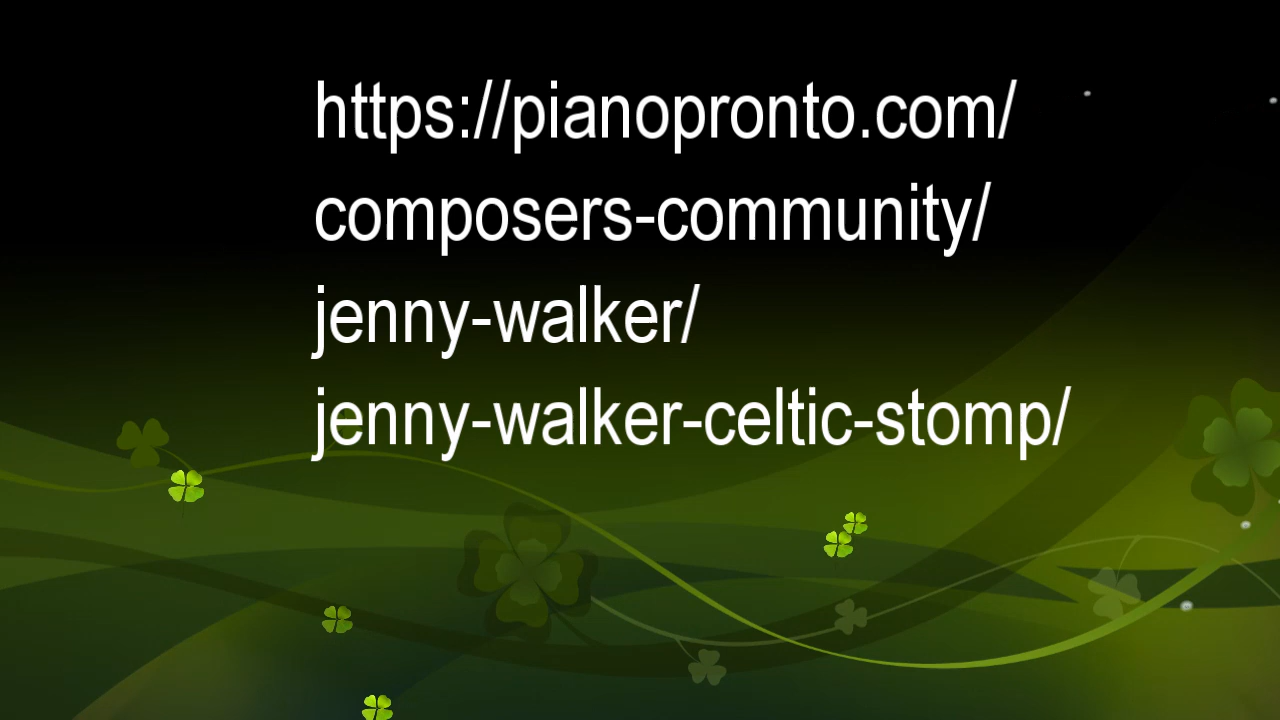 https://pianopronto.com/
composers-community/
jenny-walker/
jenny-walker-celtic-stomp/